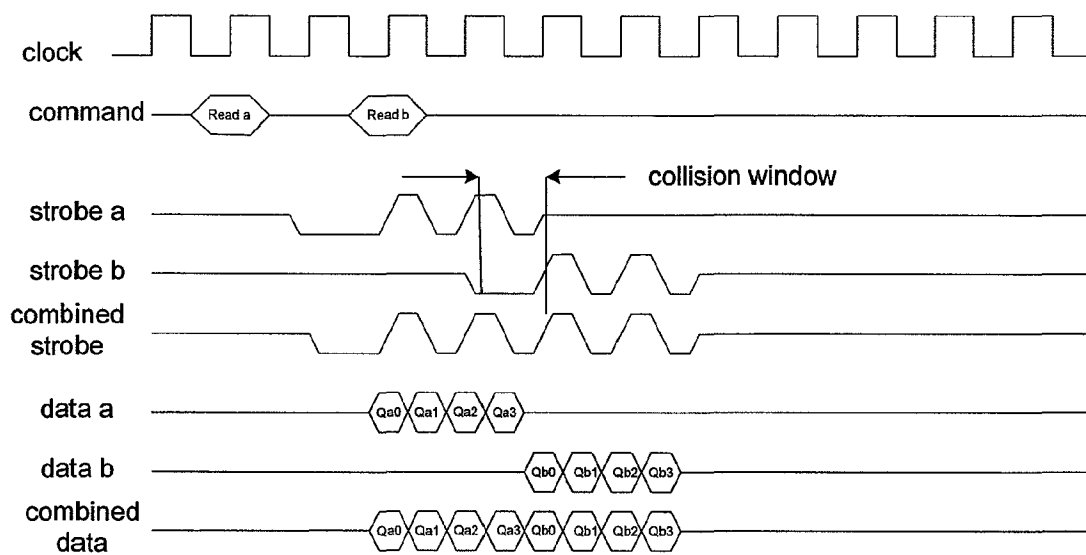 clock
command
Read a
Read b
collision window
strobe a
strobe b
combined
strobe
data a
Qa0 Qa1 Qa2 Qa3
data b
Qb0 Qb1 Qb2 Qb3
combined
data
Qa0 Qa1 Qa2 Qa3 Qb0 Qb1 Qb2 Qb3